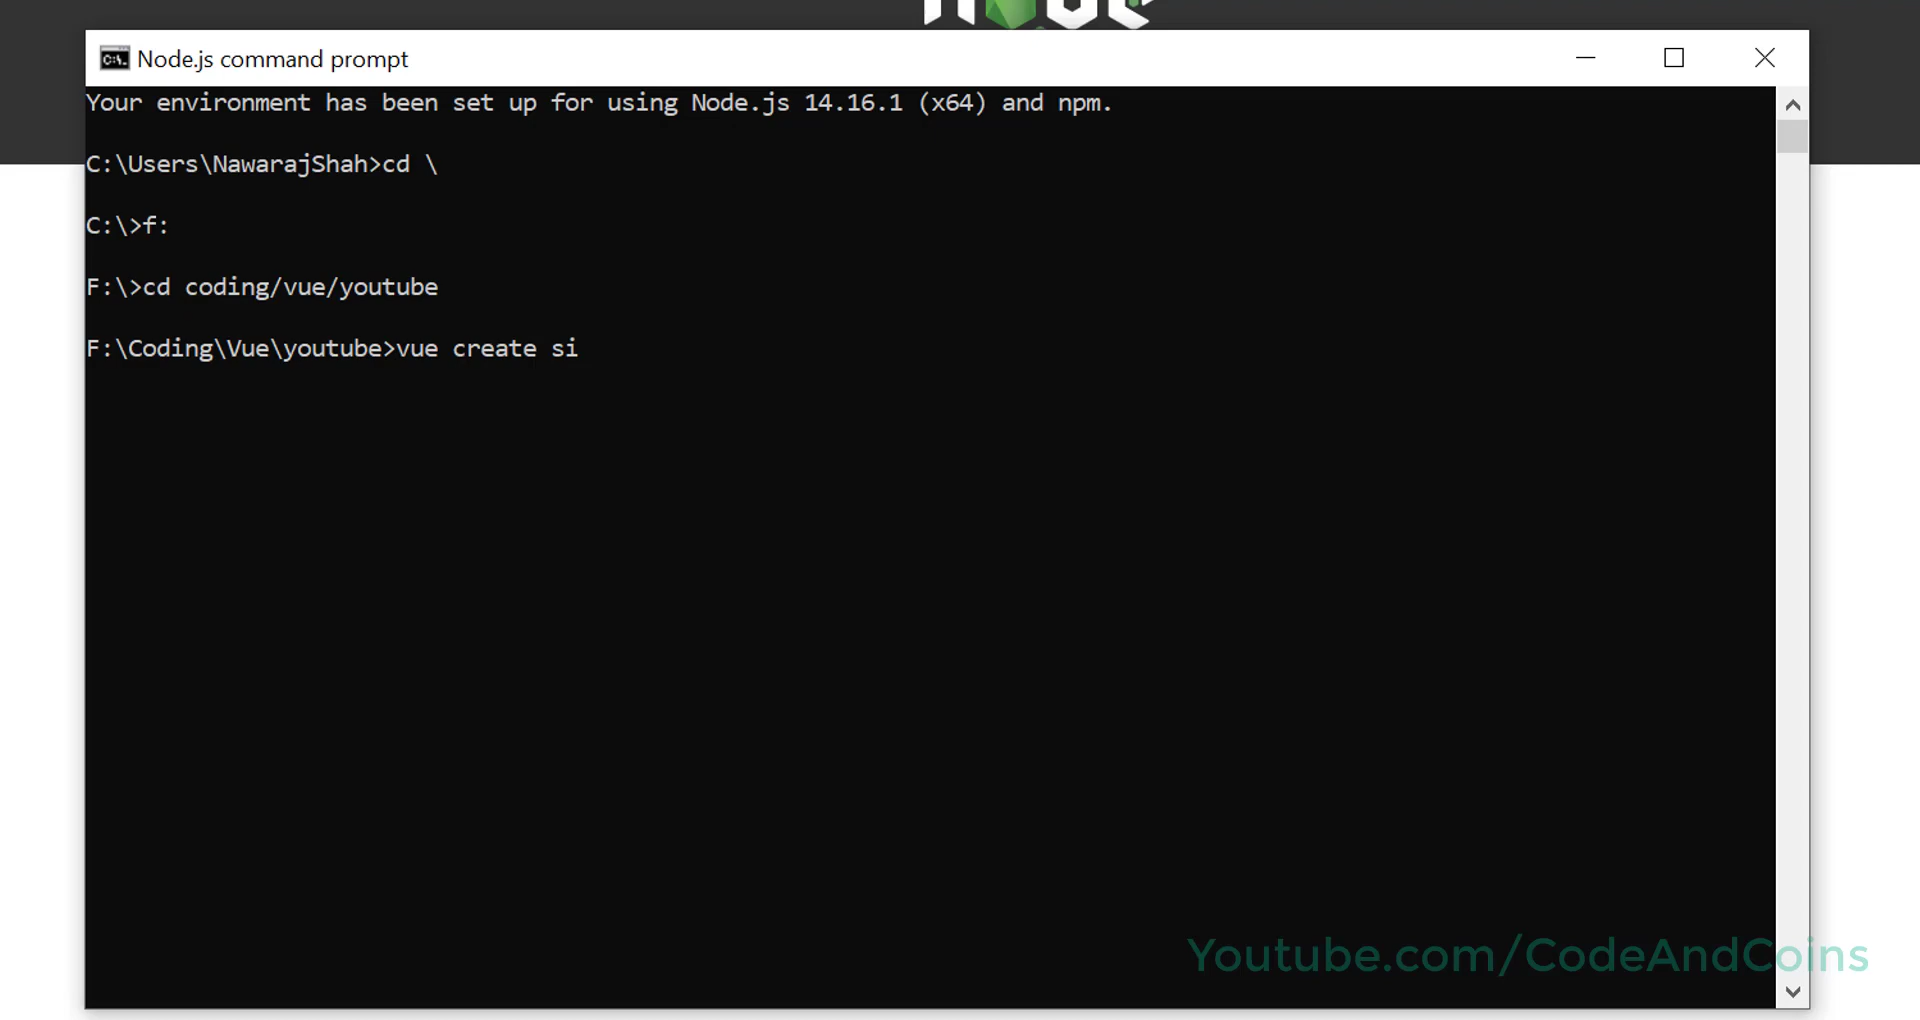 node
Node.js command prompt
Your environment has been set up for using Node.js 14.16.1 (x64) and npm.
C:\Users\NawarajShah>cd \
C:\>f:
F:\>cd coding/vue/youtube
F:\Coding\Vue\youtube>vue create si
Youtube.com/CodeAndCoins